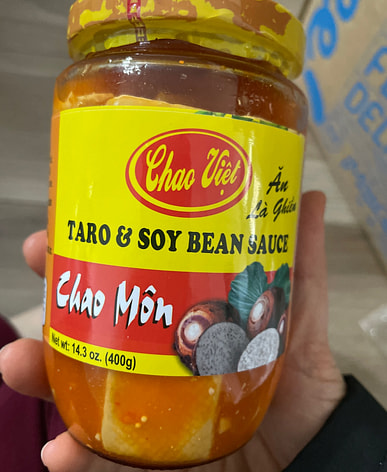 Chao Việt
Ăn
Là Ghiền
TARO & SOY BEAN SAUCE
Chao Môn
Net wt: 14.3 oz. (400g)